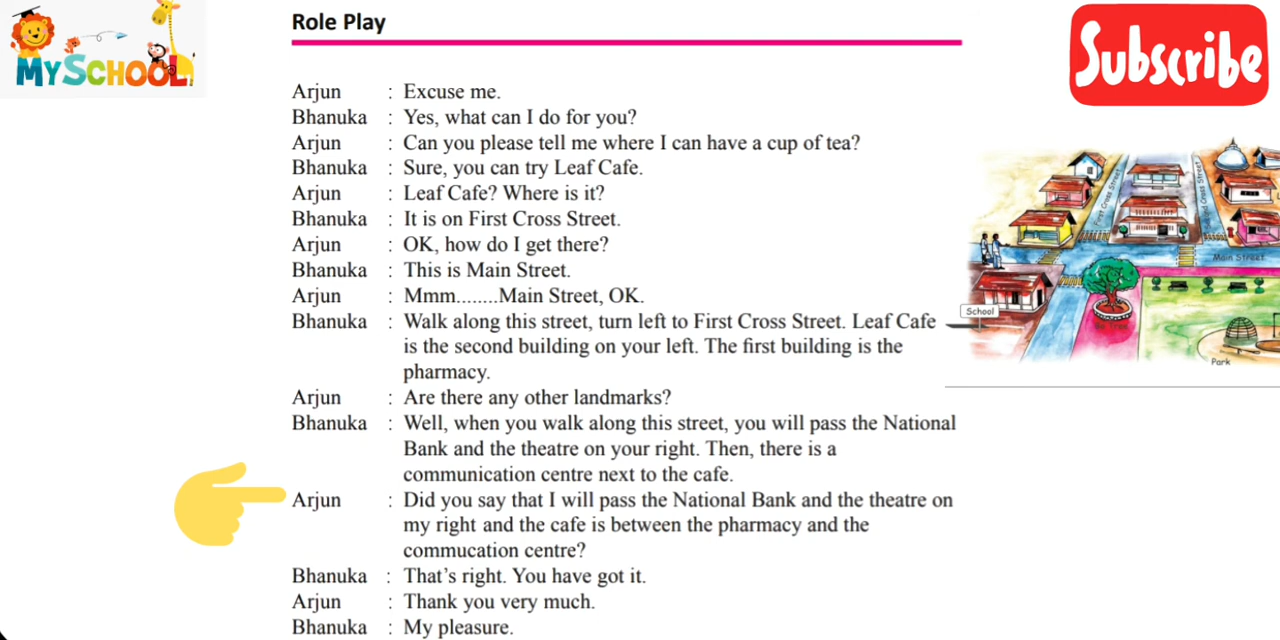 MYSCHOOL
Role Play
Subscribe
Arjun : Excuse me.
Bhanuka : Yes, what can I do for you?
Arjun : Can you please tell me where I can have a cup of tea?
Bhanuka : Sure, you can try Leaf Cafe.
Arjun : Leaf Cafe? Where is it?
Bhanuka : It is on First Cross Street.
Arjun : OK, how do I get there?
Bhanuka : This is Main Street.
Arjun : Mmm........Main Street, OK.
Bhanuka : Walk along this street, turn left to First Cross Street. Leaf Cafe
is the second building on your left. The first building is the
pharmacy.
Arjun : Are there any other landmarks?
Bhanuka : Well, when you walk along this street, you will pass the National
Bank and the theatre on your right. Then, there is a
communication centre next to the cafe.
Arjun : Did you say that I will pass the National Bank and the theatre on
my right and the cafe is between the pharmacy and the
commucation centre?
Bhanuka : That's right. You have got it.
Arjun : Thank you very much.
Bhanuka : My pleasure.
First Cross Street
Second Cross Street
Main Street
School
Park